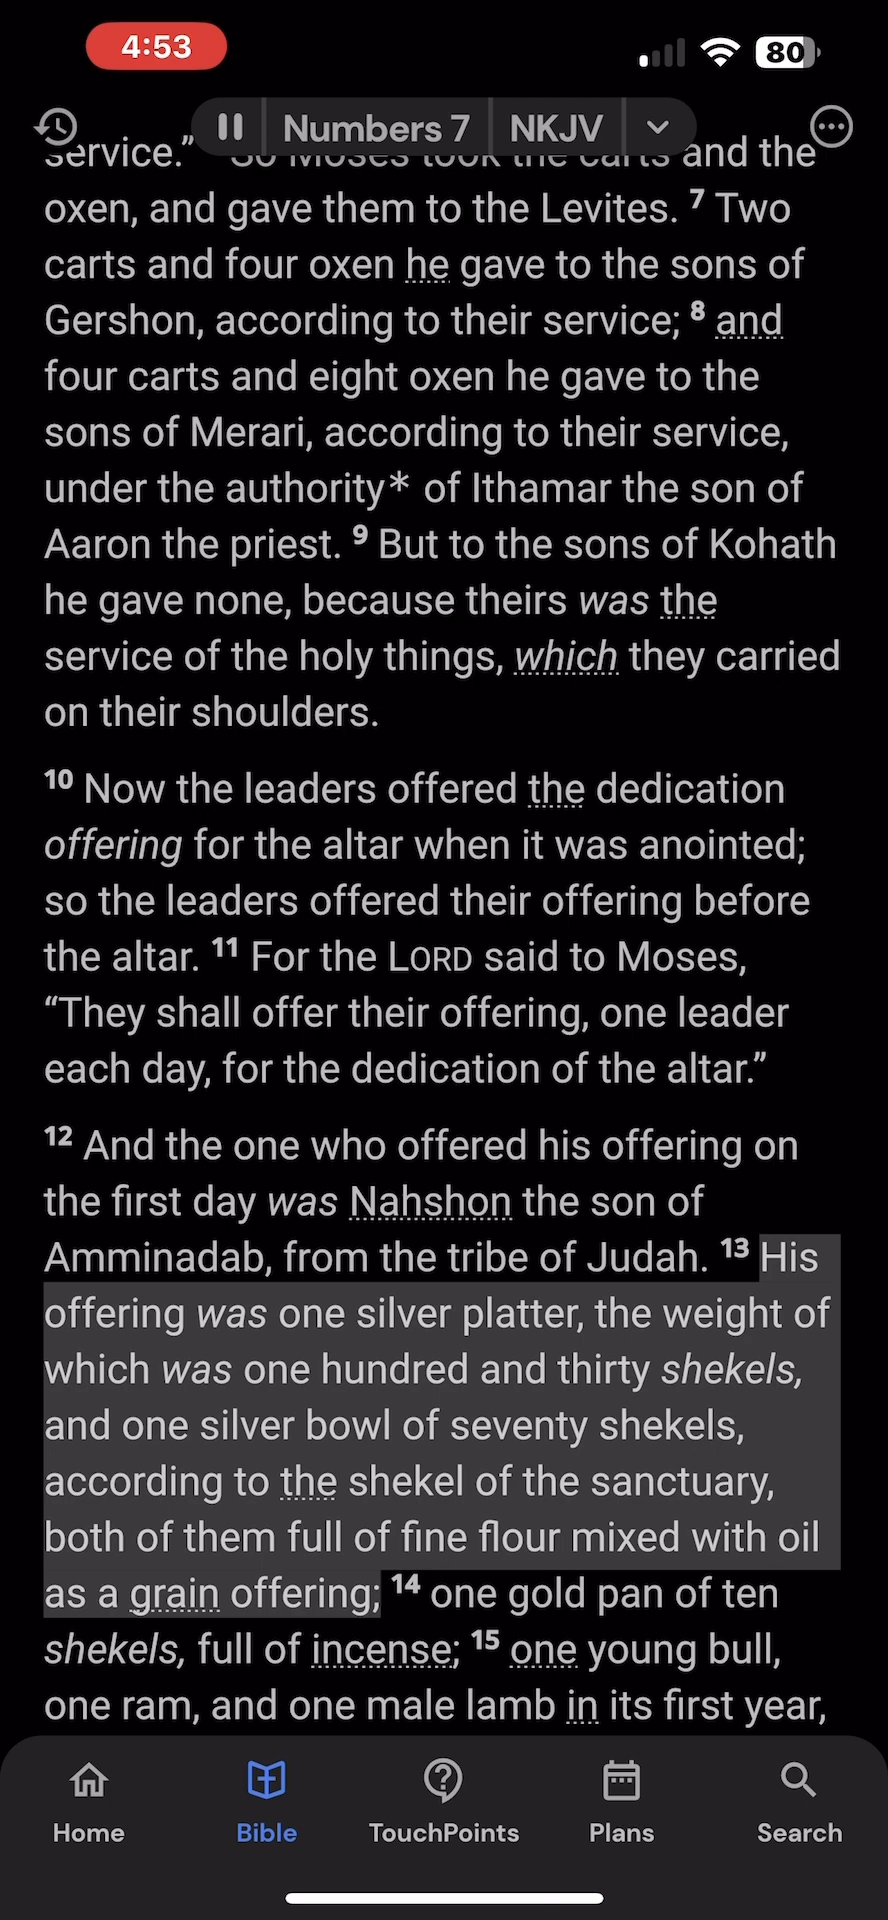 4:53
80
Numbers 7 NKJV
service.” So Moses took the carts and the
oxen, and gave them to the Levites. 7 Two
carts and four oxen he gave to the sons of
Gershon, according to their service; 8 and
four carts and eight oxen he gave to the
sons of Merari, according to their service,
under the authority* of Ithamar the son of
Aaron the priest. 9 But to the sons of Kohath
he gave none, because theirs was the
service of the holy things, which they carried
on their shoulders.
10 Now the leaders offered the dedication
offering for the altar when it was anointed;
so the leaders offered their offering before
the altar. 11 For the LORD said to Moses,
“They shall offer their offering, one leader
each day, for the dedication of the altar.”
12 And the one who offered his offering on
the first day was Nahshon the son of
Amminadab, from the tribe of Judah. 13 His
offering was one silver platter, the weight of
which was one hundred and thirty shekels,
and one silver bowl of seventy shekels,
according to the shekel of the sanctuary,
both of them full of fine flour mixed with oil
as a grain offering; 14 one gold pan of ten
shekels, full of incense; 15 one young bull,
one ram, and one male lamb in its first year,
Home Bible TouchPoints Plans Search